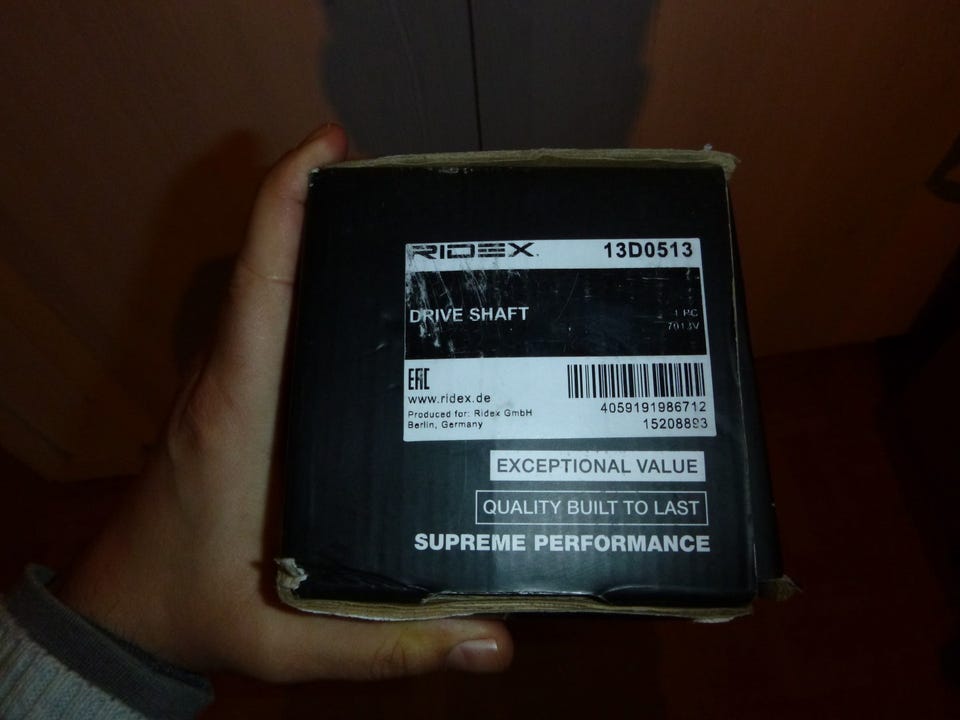 RIDEX. 13D0513
DRIVE SHAFT
1 PC
7013V
EAC
www.ridex.de
Produced for: Ridex GmbH
Berlin, Germany
4059191986712
15208893
EXCEPTIONAL VALUE
QUALITY BUILT TO LAST
SUPREME PERFORMANCE